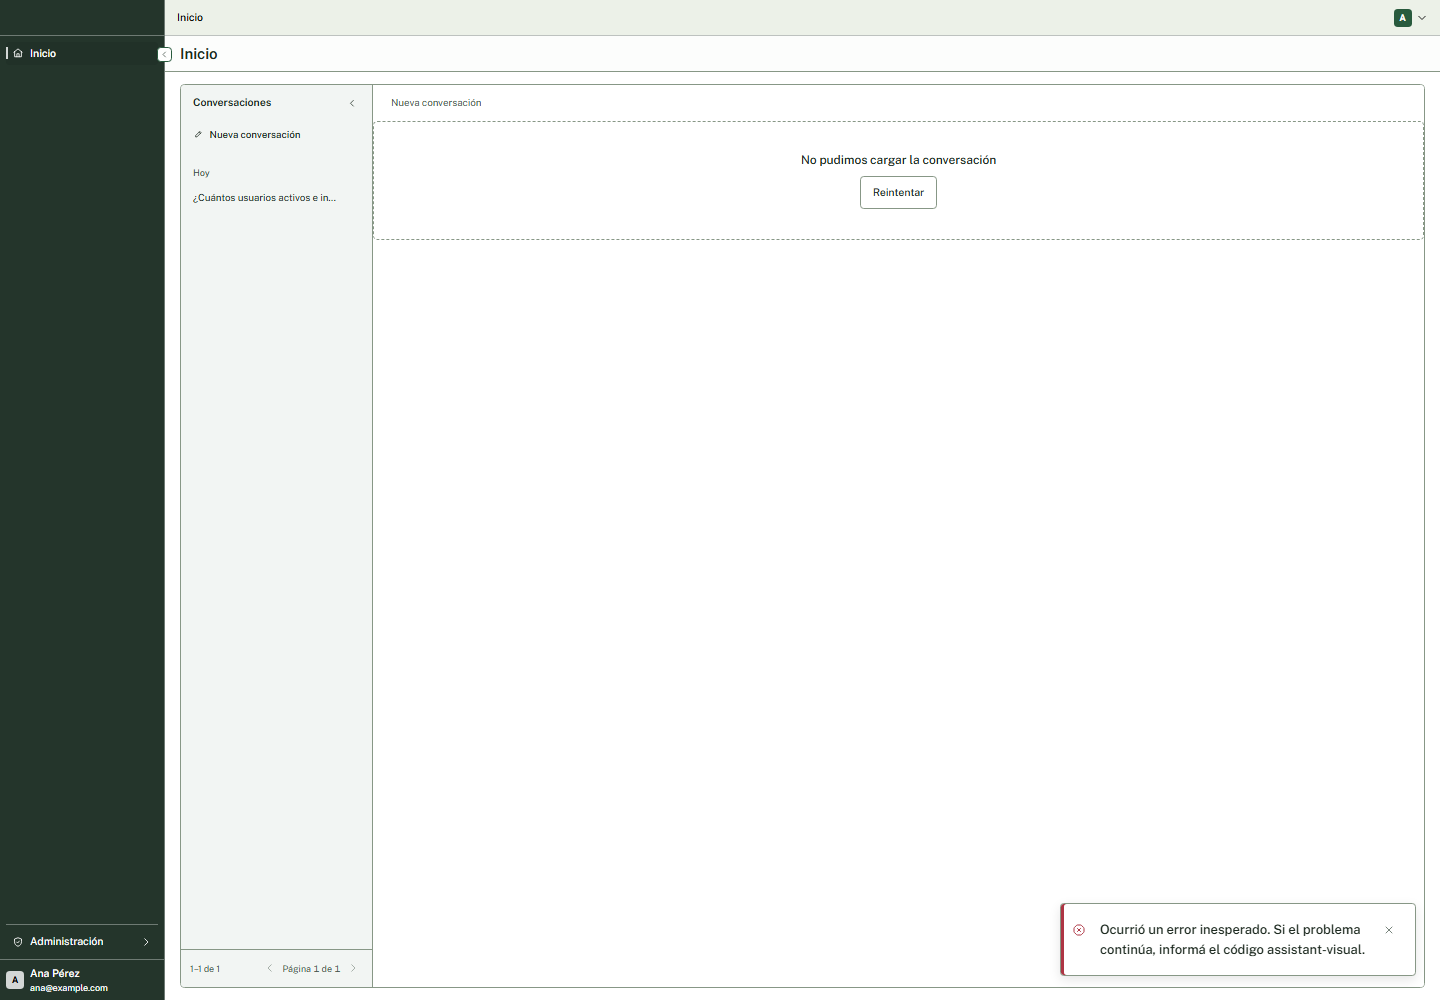 Inicio
A
Inicio
Inicio
Conversaciones
Nueva conversación
Nueva conversación
Hoy
¿Cuántos usuarios activos e in...
No pudimos cargar la conversación
Reintentar
1-1 de 1
Página 1 de 1
Administración
A
Ana Pérez
ana@example.com
Ocurrió un error inesperado. Si el problema
continúa, informá el código assistant-visual.